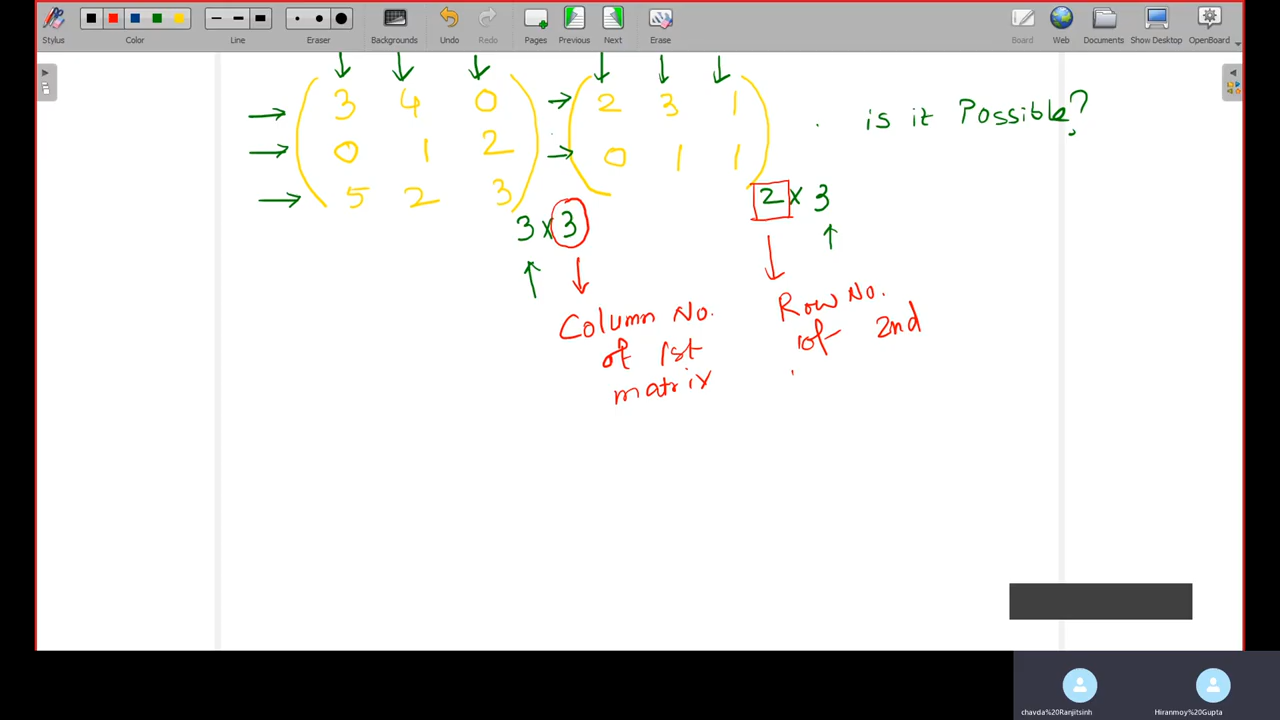 Stylus Color Line Eraser Backgrounds Undo Redo Pages Previous Next Erase Board Web Documents Show Desktop OpenBoard
3 4 0 2 3 1 . is it Possible?
0 1 2 0 1 1
5 2 3
3 x 3 2 x 3
Column No. Row No.
of 1st of 2nd
matrix
chavda%20Ranjitsinh Hiranmoy%20Gupta